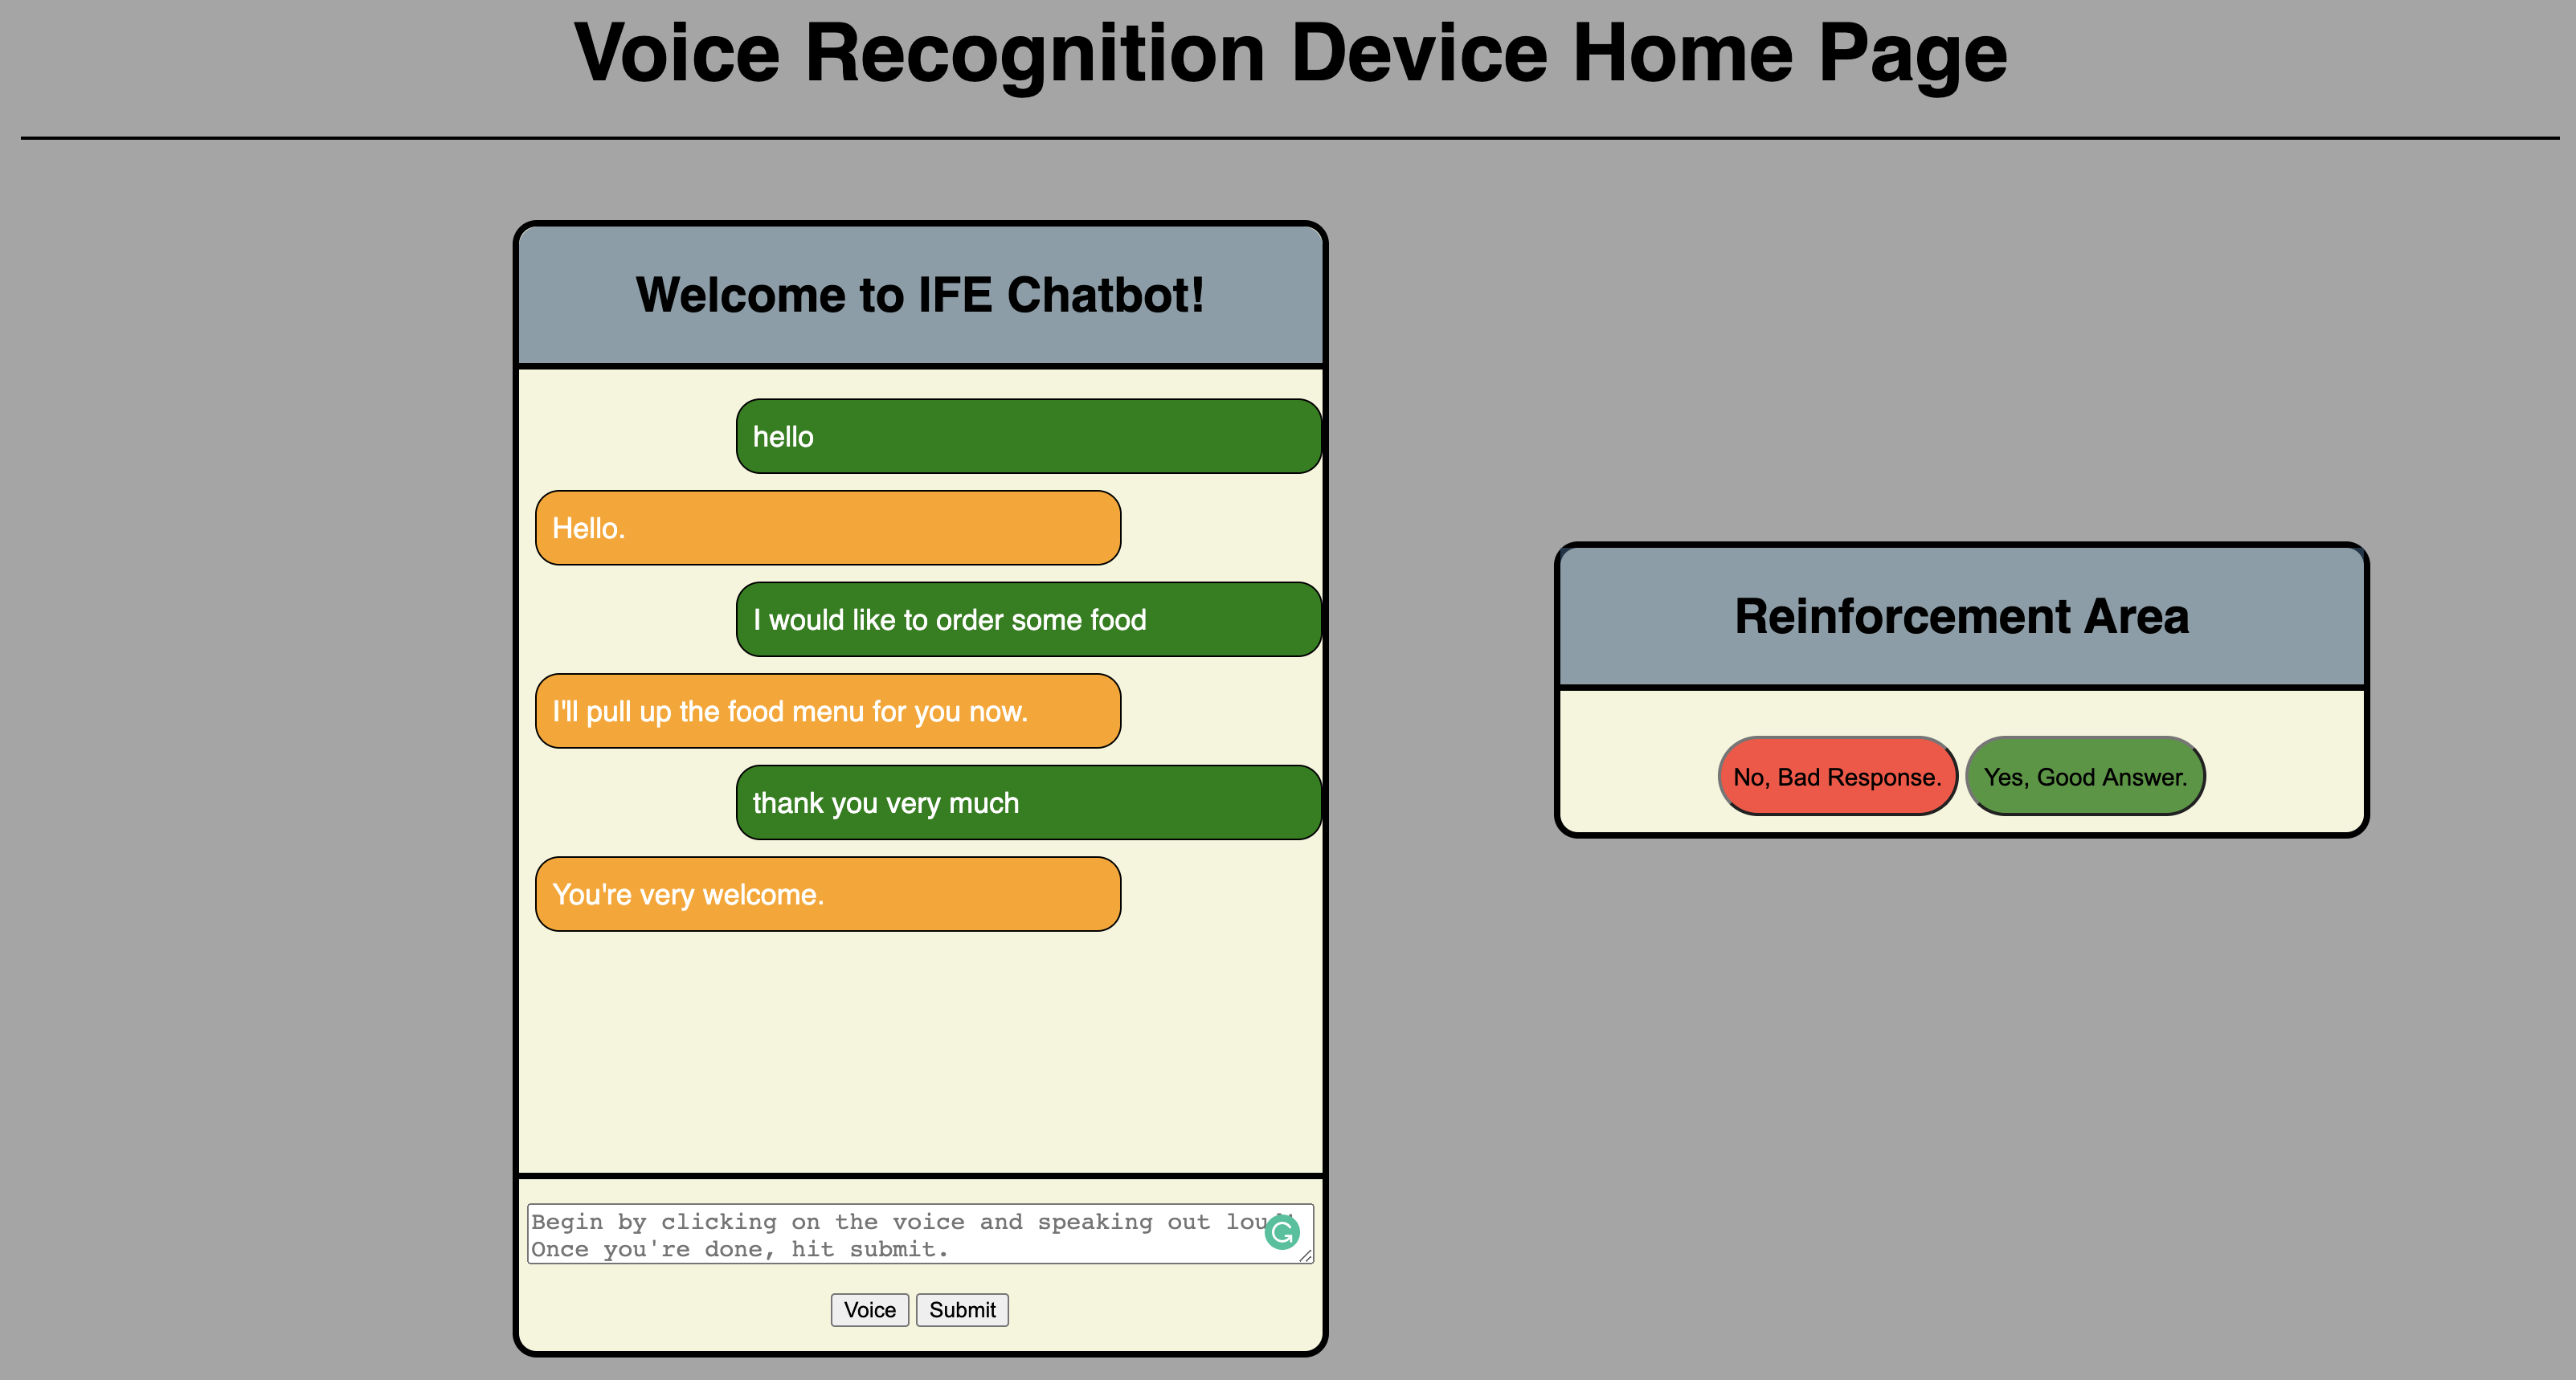 Voice Recognition Device Home Page
Welcome to IFE Chatbot!
hello
Hello.
I would like to order some food
I'll pull up the food menu for you now.
thank you very much
You're very welcome.
Begin by clicking on the voice and speaking out
Once you're done, hit submit.
Voice Submit
Reinforcement Area
No, Bad Response. Yes, Good Answer.